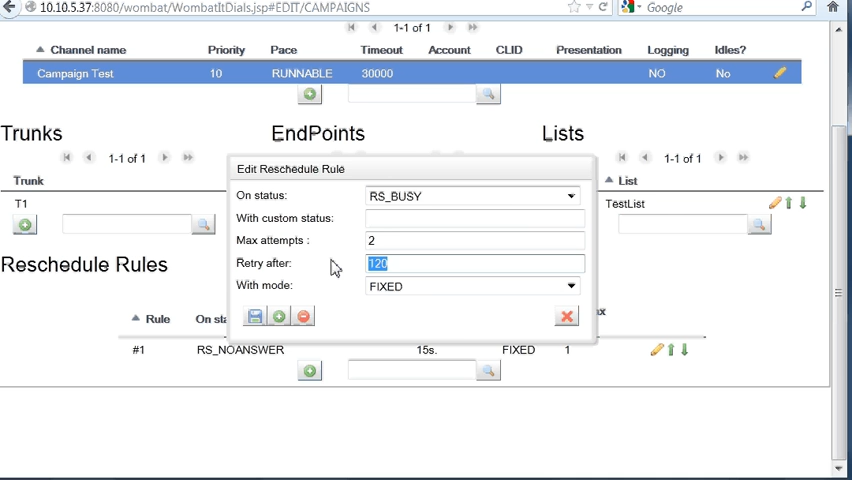 10.10.5.37:8080/wombat/WombatItDials.jsp#EDIT/CAMPAIGNS
Google
1-1 of 1
Channel name Priority Pace Timeout Account CLID Presentation Logging Idles?
Campaign Test 10 RUNNABLE 30000 NO No
Trunks EndPoints Lists
1-1 of 1 1-1 of 1
Trunk List
T1 TestList
Edit Reschedule Rule
On status: RS_BUSY
With custom status:
Max attempts : 2
Retry after: 120
With mode: FIXED
Reschedule Rules
Rule On sta x
#1 RS_NOANSWER 15s. FIXED 1